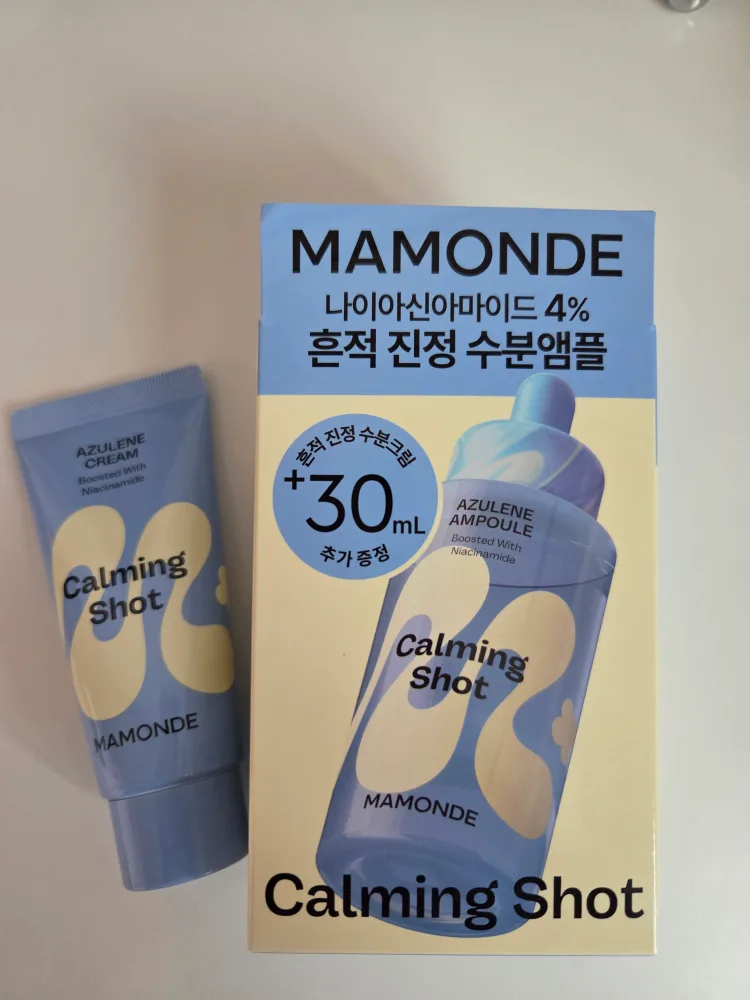 MAMONDE
나이아신아마이드 4%
흔적 진정 수분앰플
흔적 진정 수분크림
+30mL
추가 증정
AZULENE
AMPOULE
Boosted With
Niacinamide
Calming
Shot
MAMONDE
Calming Shot
AZULENE
CREAM
Boosted With
Niacinamide
Calming
Shot
MAMONDE